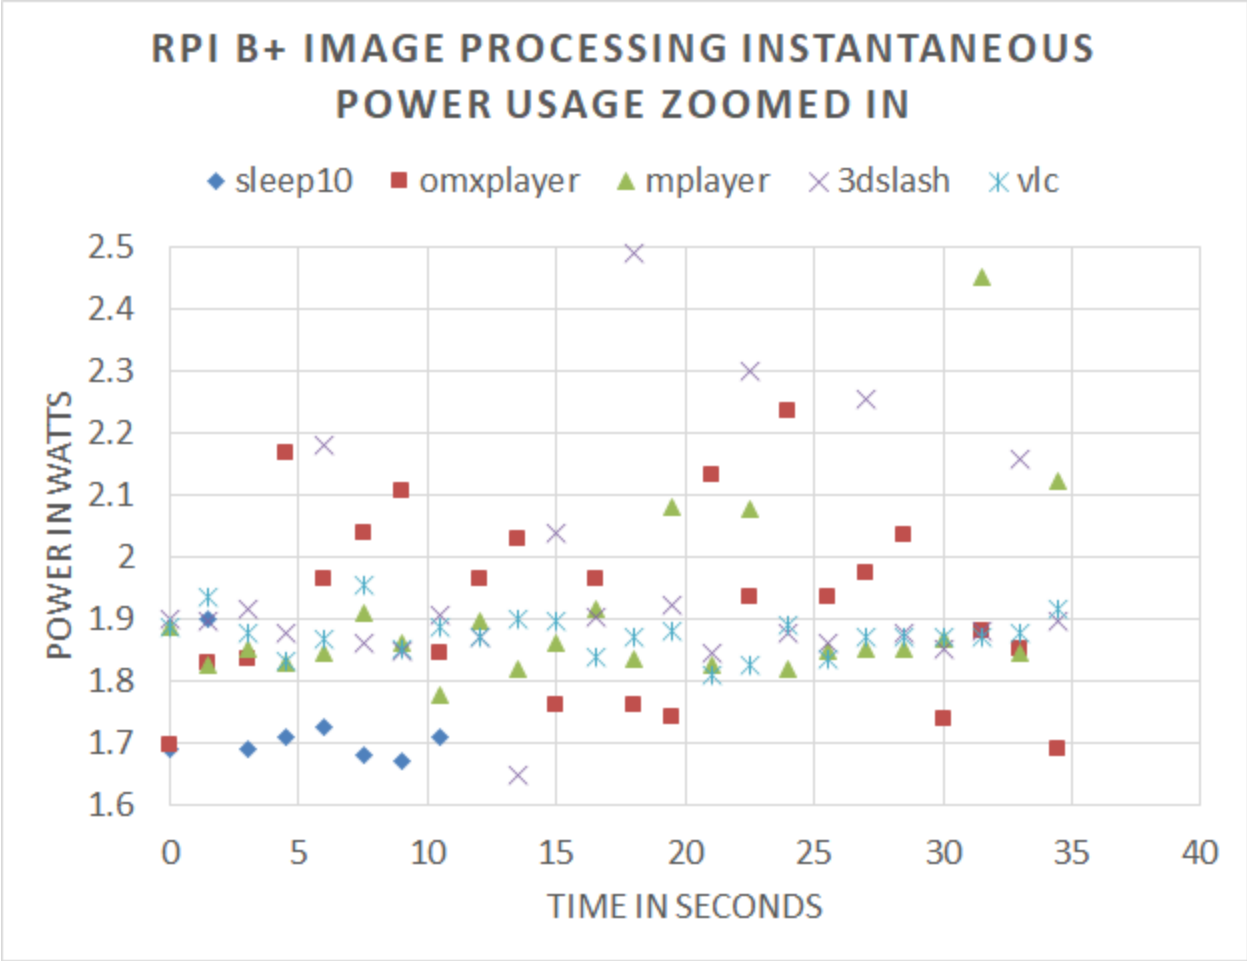 RPI B+ IMAGE PROCESSING INSTANTANEOUS
POWER USAGE ZOOMED IN
sleep10 omxplayer mplayer 3dslash vlc
2.5
2.4
2.3
2.2
2.1
2
1.9
1.8
1.7
1.6
POWER IN WATTS
0 5 10 15 20 25 30 35 40
TIME IN SECONDS